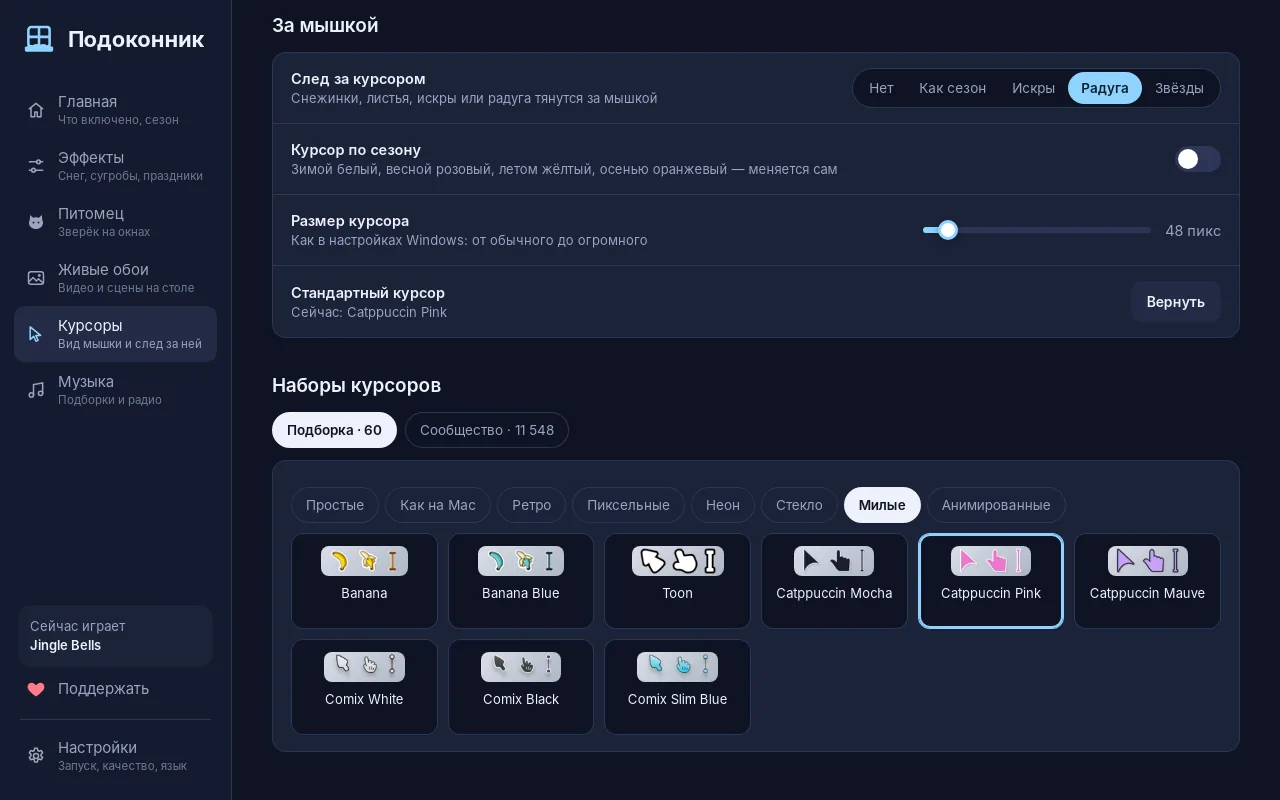 Подоконник
Главная
Что включено, сезон
Эффекты
Снег, сугробы, праздники
Питомец
Зверёк на окнах
Живые обои
Видео и сцены на столе
Курсоры
Вид мышки и след за ней
Музыка
Подборки и радио
Сейчас играет
Jingle Bells
Поддержать
Настройки
Запуск, качество, язык
За мышкой
След за курсором
Снежинки, листья, искры или радуга тянутся за мышкой
Нет Как сезон Искры Радуга Звёзды
Курсор по сезону
Зимой белый, весной розовый, летом жёлтый, осенью оранжевый — меняется сам
Размер курсора
Как в настройках Windows: от обычного до огромного
48 пикс
Стандартный курсор
Сейчас: Catppuccin Pink
Вернуть
Наборы курсоров
Подборка · 60 Сообщество · 11 548
Простые Как на Mac Ретро Пиксельные Неон Стекло Милые Анимированные
Banana Banana Blue Toon Catppuccin Mocha Catppuccin Pink Catppuccin Mauve
Comix White Comix Black Comix Slim Blue